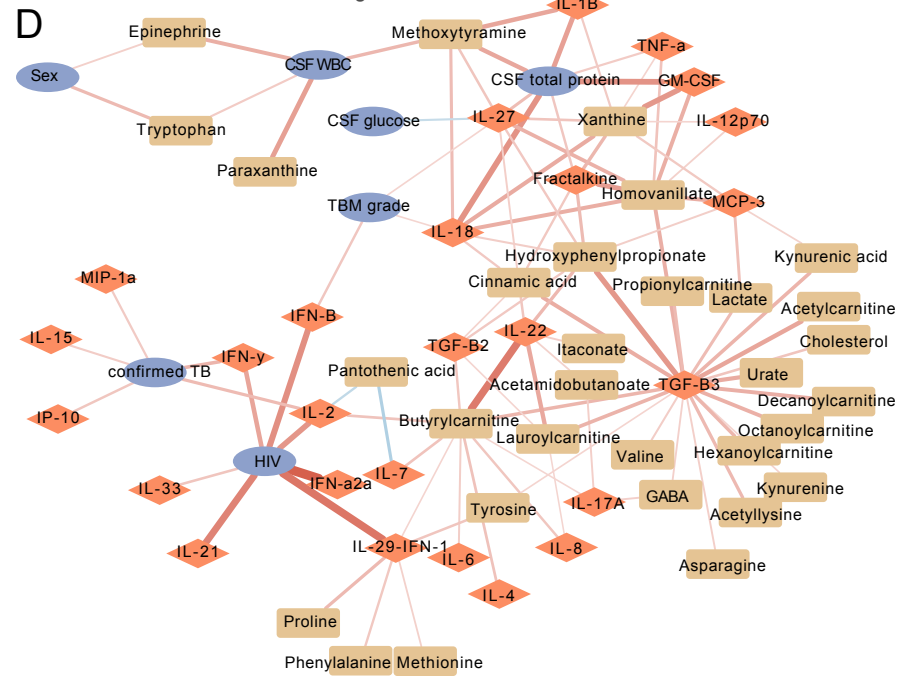 D
IL-1B
Epinephrine
Methoxytyramine
TNF-a
CSF WBC
Sex
CSF total protein
GM-CSF
CSF glucose
IL-27
Xanthine
IL-12p70
Tryptophan
Paraxanthine
Fractalkine
Homovanillate
MCP-3
TBM grade
IL-18
Hydroxyphenylpropionate
Kynurenic acid
MIP-1a
Cinnamic acid
Propionylcarnitine
Lactate
Acetylcarnitine
IFN-B
IL-15
IL-22
Cholesterol
TGF-B2
Itaconate
IFN-y
confirmed TB
Pantothenic acid
Acetamidobutanoate
TGF-B3
Urate
Decanoylcarnitine
IP-10
IL-2
Butyrylcarnitine
Lauroylcarnitine
Octanoylcarnitine
Hexanoylcarnitine
Valine
HIV
IL-7
IFN-a2a
IL-33
Kynurenine
GABA
IL-17A
Tyrosine
Acetyllysine
IL-21
IL-29-IFN-1
IL-6
IL-8
Asparagine
IL-4
Proline
Phenylalanine
Methionine